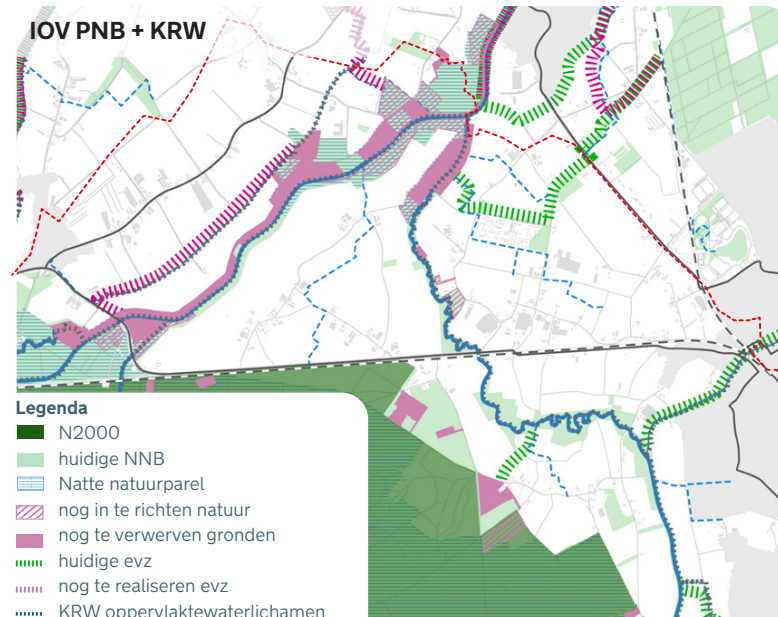 IOV PNB + KRW
Legenda
N2000
huidige NNB
Natte natuurparel
nog in te richten natuur
nog te verwerven gronden
huidige evz
nog te realiseren evz
KRW oppervlaktewaterlichamen